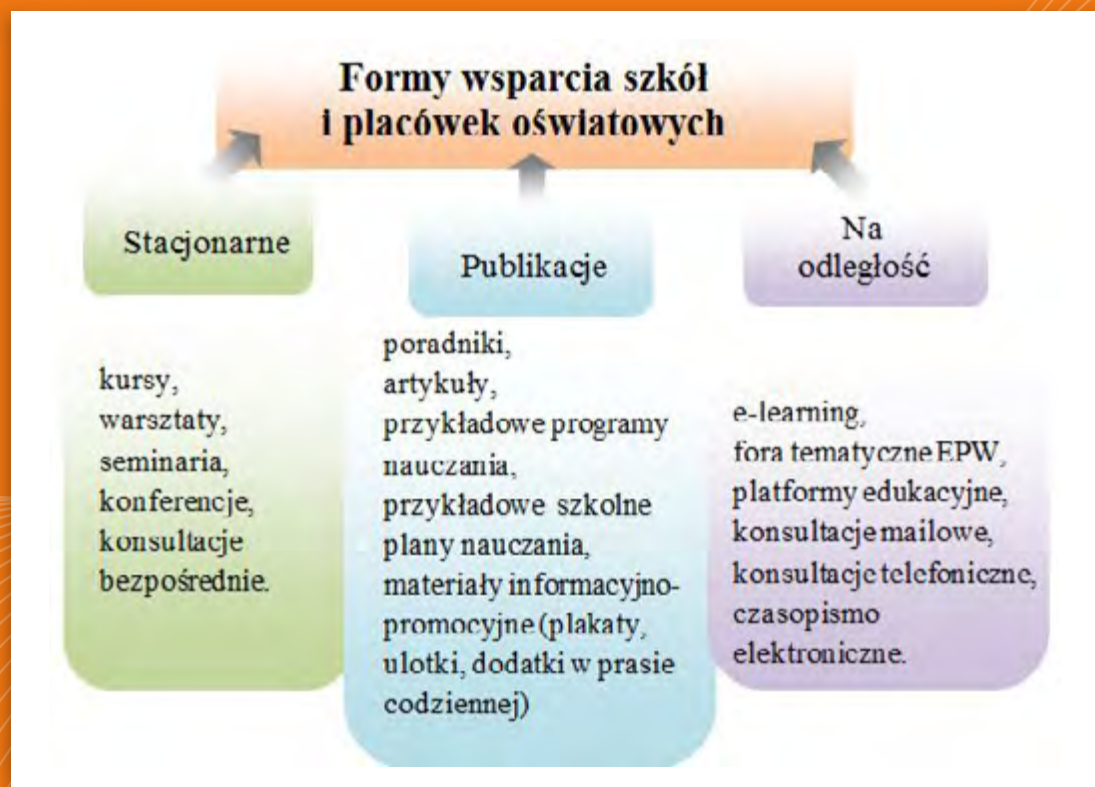 Formy wsparcia szkół
i placówek oświatowych
Stacjonarne
kursy,
warsztaty,
seminaria,
konferencje,
konsultacje
bezpośrednie.
Publikacje
poradniki,
artykuły,
przykładowe programy
nauczania,
przykładowe szkolne
plany nauczania,
materiały informacyjno-
promocyjne (plakaty,
ulotki, dodatki w prasie
codziennej)
Na
odległość
e-learning,
fora tematyczne EPW,
platformy edukacyjne,
konsultacje mailowe,
konsultacje telefoniczne,
czasopismo
elektroniczne.